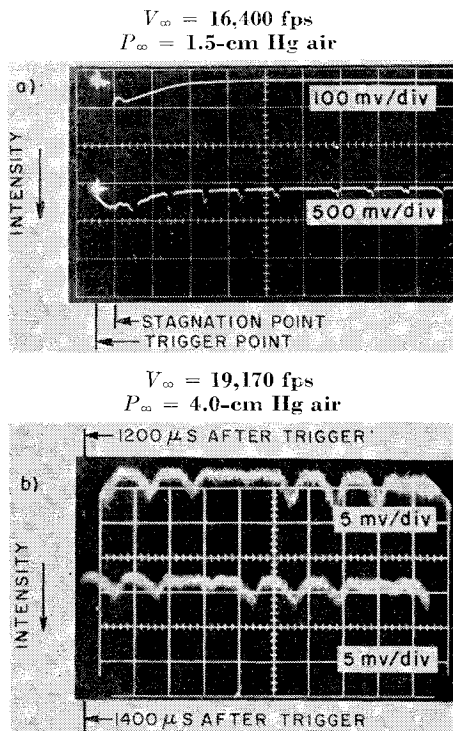 V∞ = 16,400 fps
P∞ = 1.5-cm Hg air
a)
100 mv/div
INTENSITY
500 mv/div
STAGNATION POINT
TRIGGER POINT
V∞ = 19,170 fps
P∞ = 4.0-cm Hg air
1200 μS AFTER TRIGGER
b)
5 mv/div
INTENSITY
5 mv/div
1400 μS AFTER TRIGGER